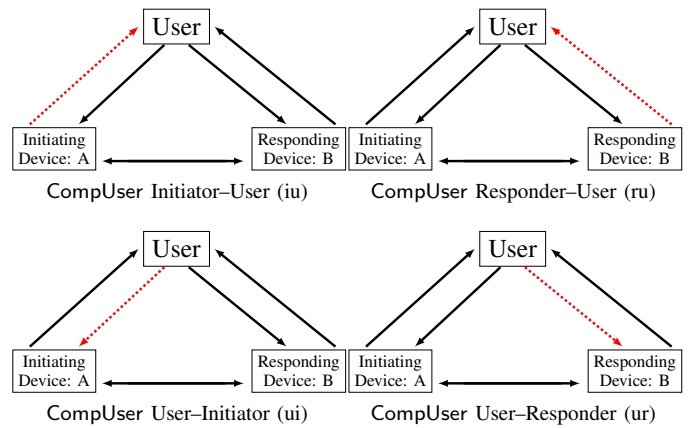 User
User
Initiating
Device: A
Responding
Device: B
Initiating
Device: A
Responding
Device: B
CompUser Initiator–User (iu)
CompUser Responder–User (ru)
User
User
Initiating
Device: A
Responding
Device: B
Initiating
Device: A
Responding
Device: B
CompUser User–Initiator (ui)
CompUser User–Responder (ur)